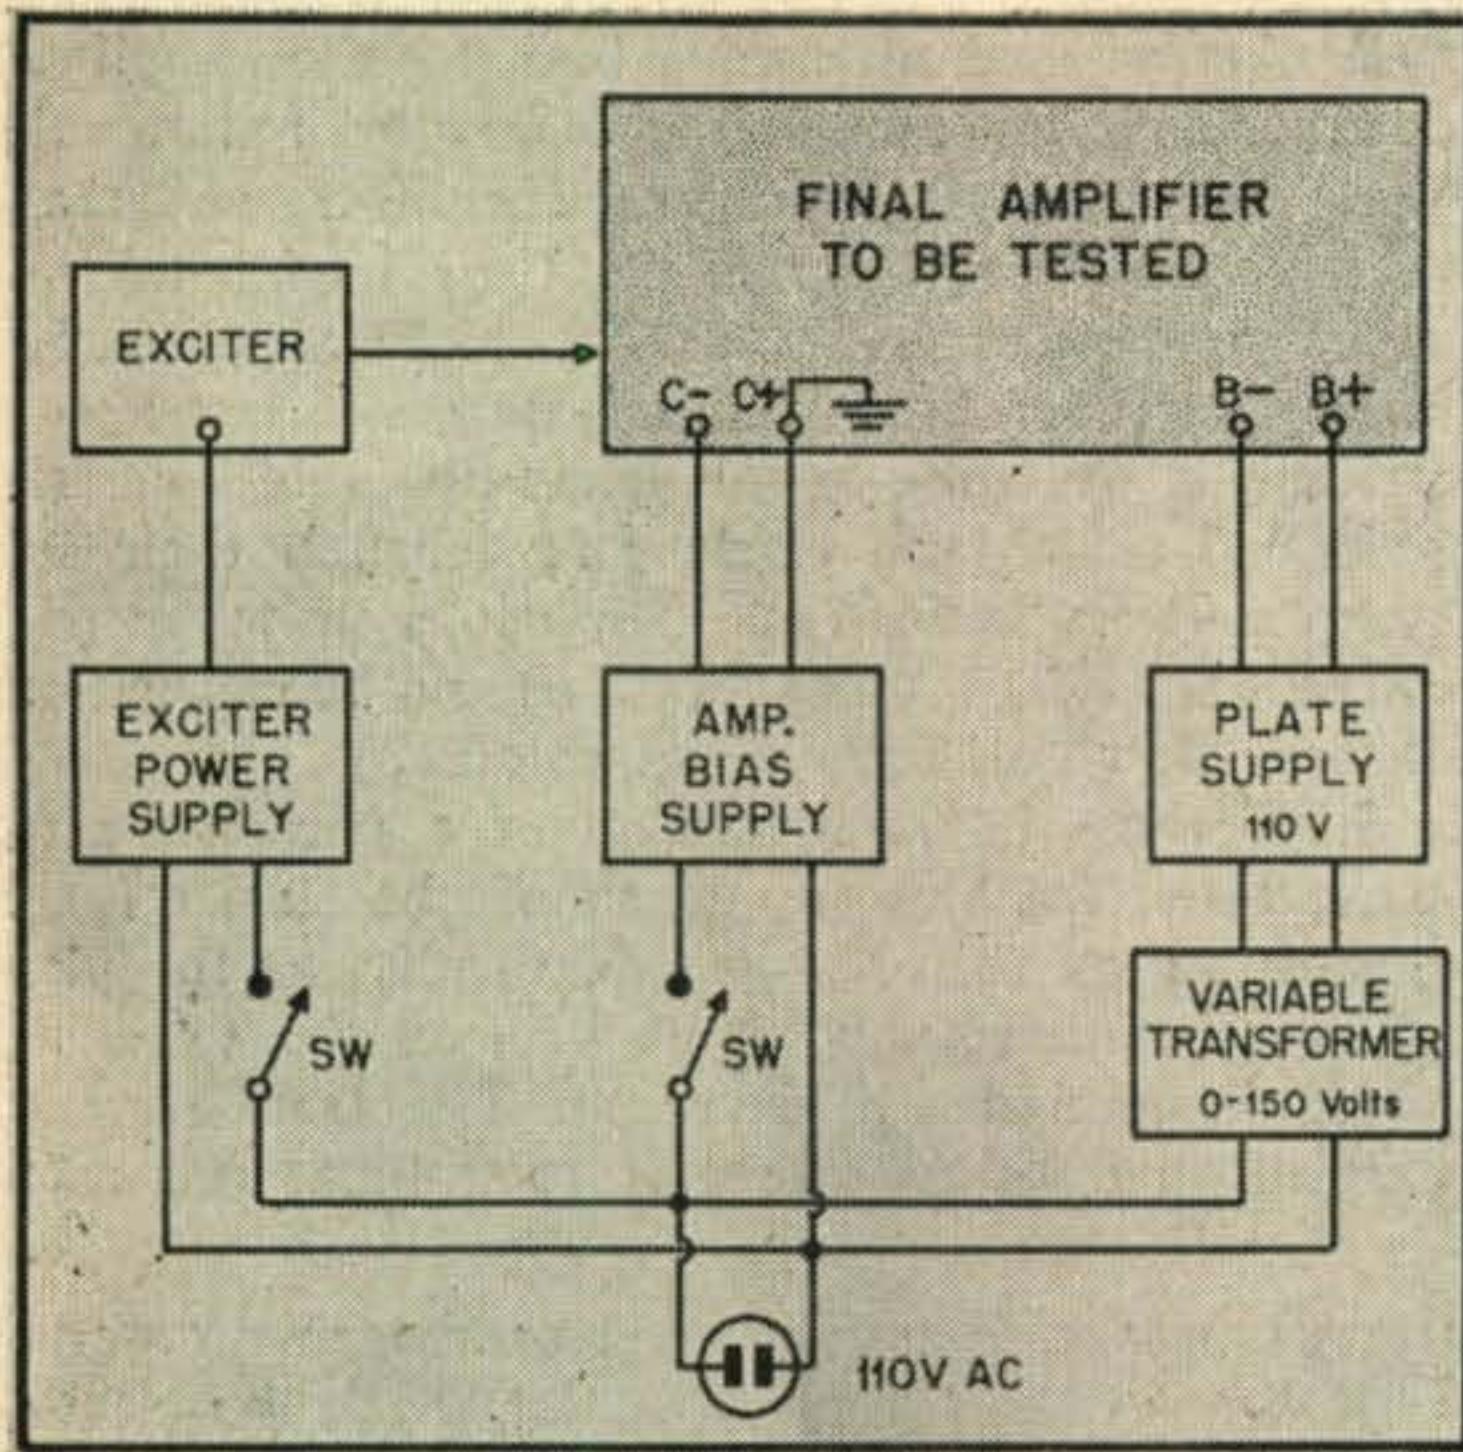 FINAL AMPLIFIER
TO BE TESTED
EXCITER
C- C+
B- B+
EXCITER
POWER
SUPPLY
AMP.
BIAS
SUPPLY
PLATE
SUPPLY
110 V
SW
SW
VARIABLE
TRANSFORMER
0-150 Volts
110V AC